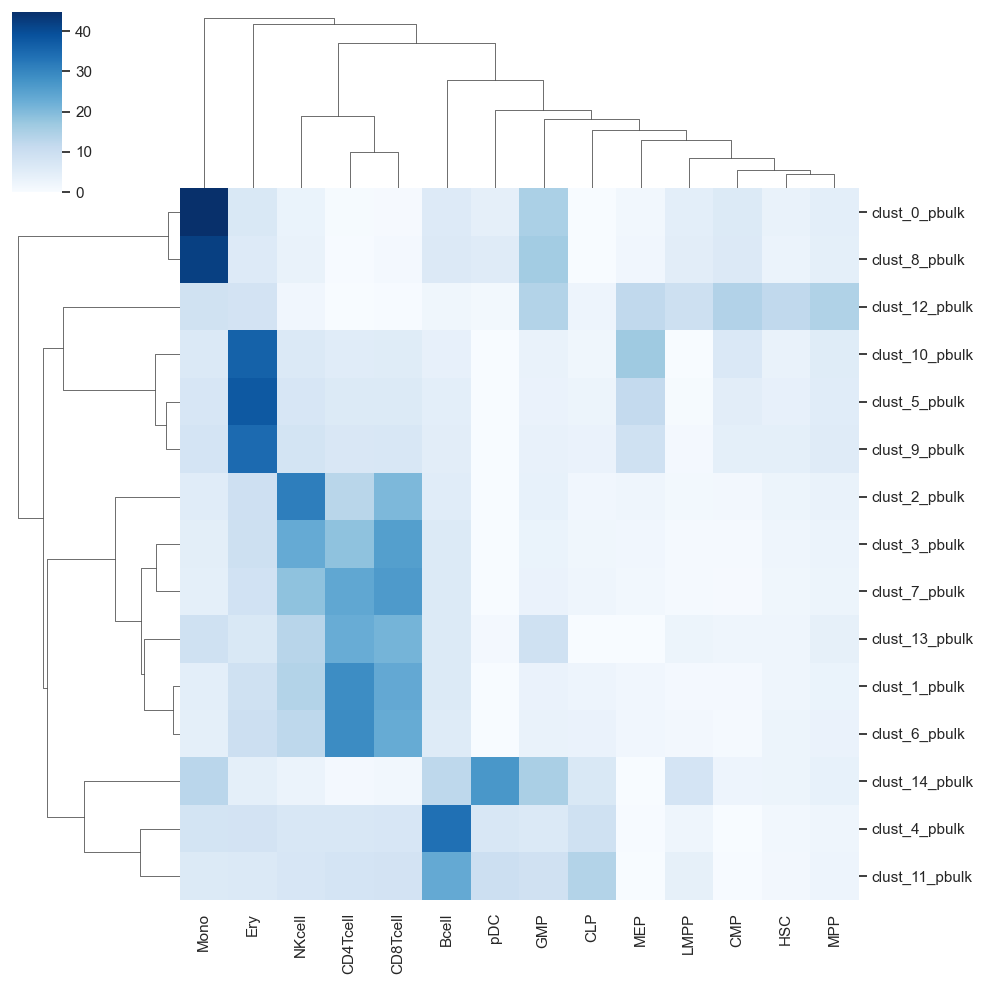 40
30
20
10
0
clust_0_pbulk
clust_8_pbulk
clust_12_pbulk
clust_10_pbulk
clust_5_pbulk
clust_9_pbulk
clust_2_pbulk
clust_3_pbulk
clust_7_pbulk
clust_13_pbulk
clust_1_pbulk
clust_6_pbulk
clust_14_pbulk
clust_4_pbulk
clust_11_pbulk
Mono
Ery
NKcell
CD4Tcell
CD8Tcell
Bcell
pDC
GMP
CLP
MEP
LMPP
CMP
HSC
MPP